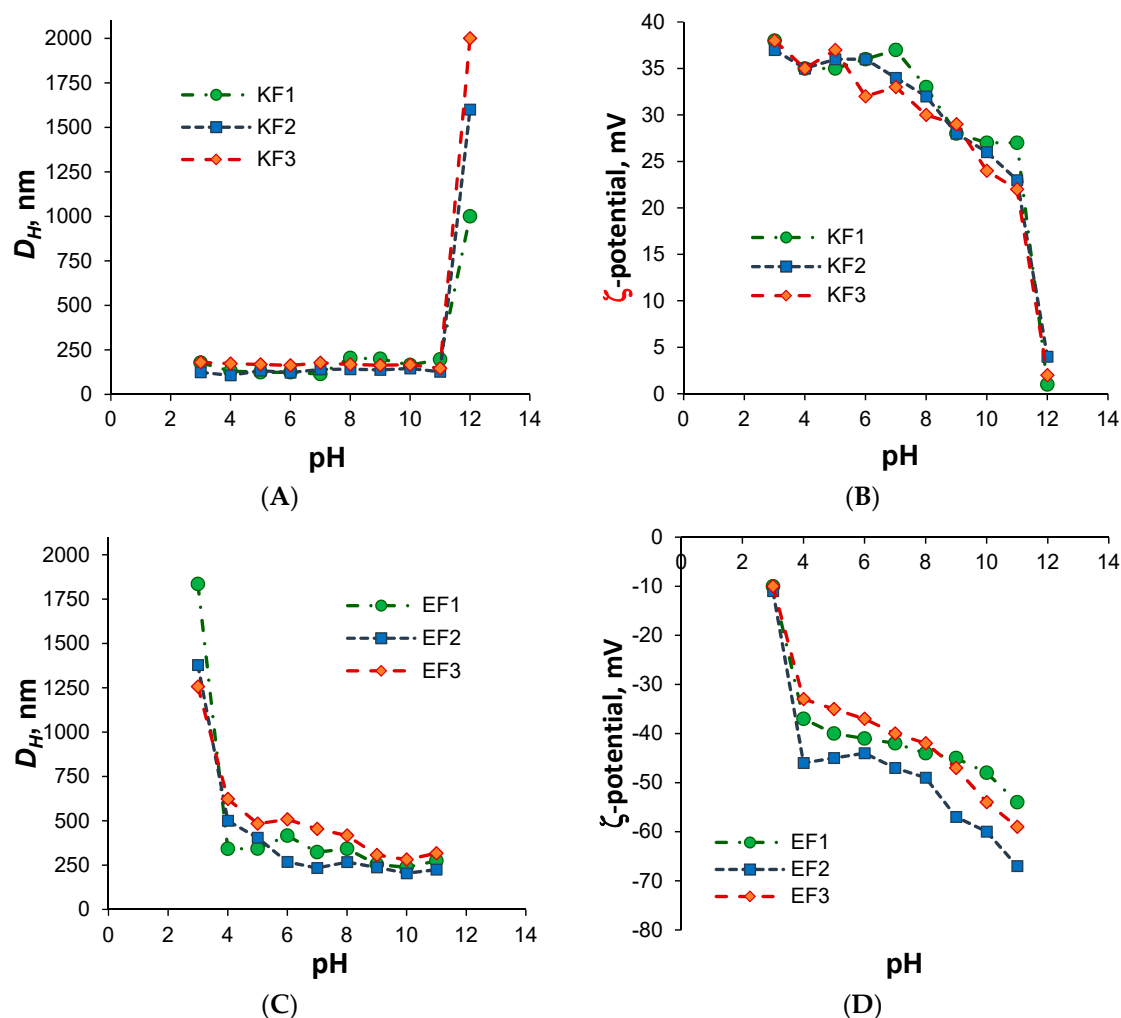 2000
1750
1500
1250
1000
750
500
250
0
D_H, nm
KF1
KF2
KF3
0 2 4 6 8 10 12 14
pH
(A)
40
35
30
25
20
15
10
5
0
ζ-potential, mV
KF1
KF2
KF3
0 2 4 6 8 10 12 14
pH
(B)
2000
1750
1500
1250
1000
750
500
250
0
D_H, nm
EF1
EF2
EF3
0 2 4 6 8 10 12 14
pH
(C)
0
-10
-20
-30
-40
-50
-60
-70
-80
ζ-potential, mV
0 2 4 6 8 10 12 14
EF1
EF2
EF3
pH
(D)